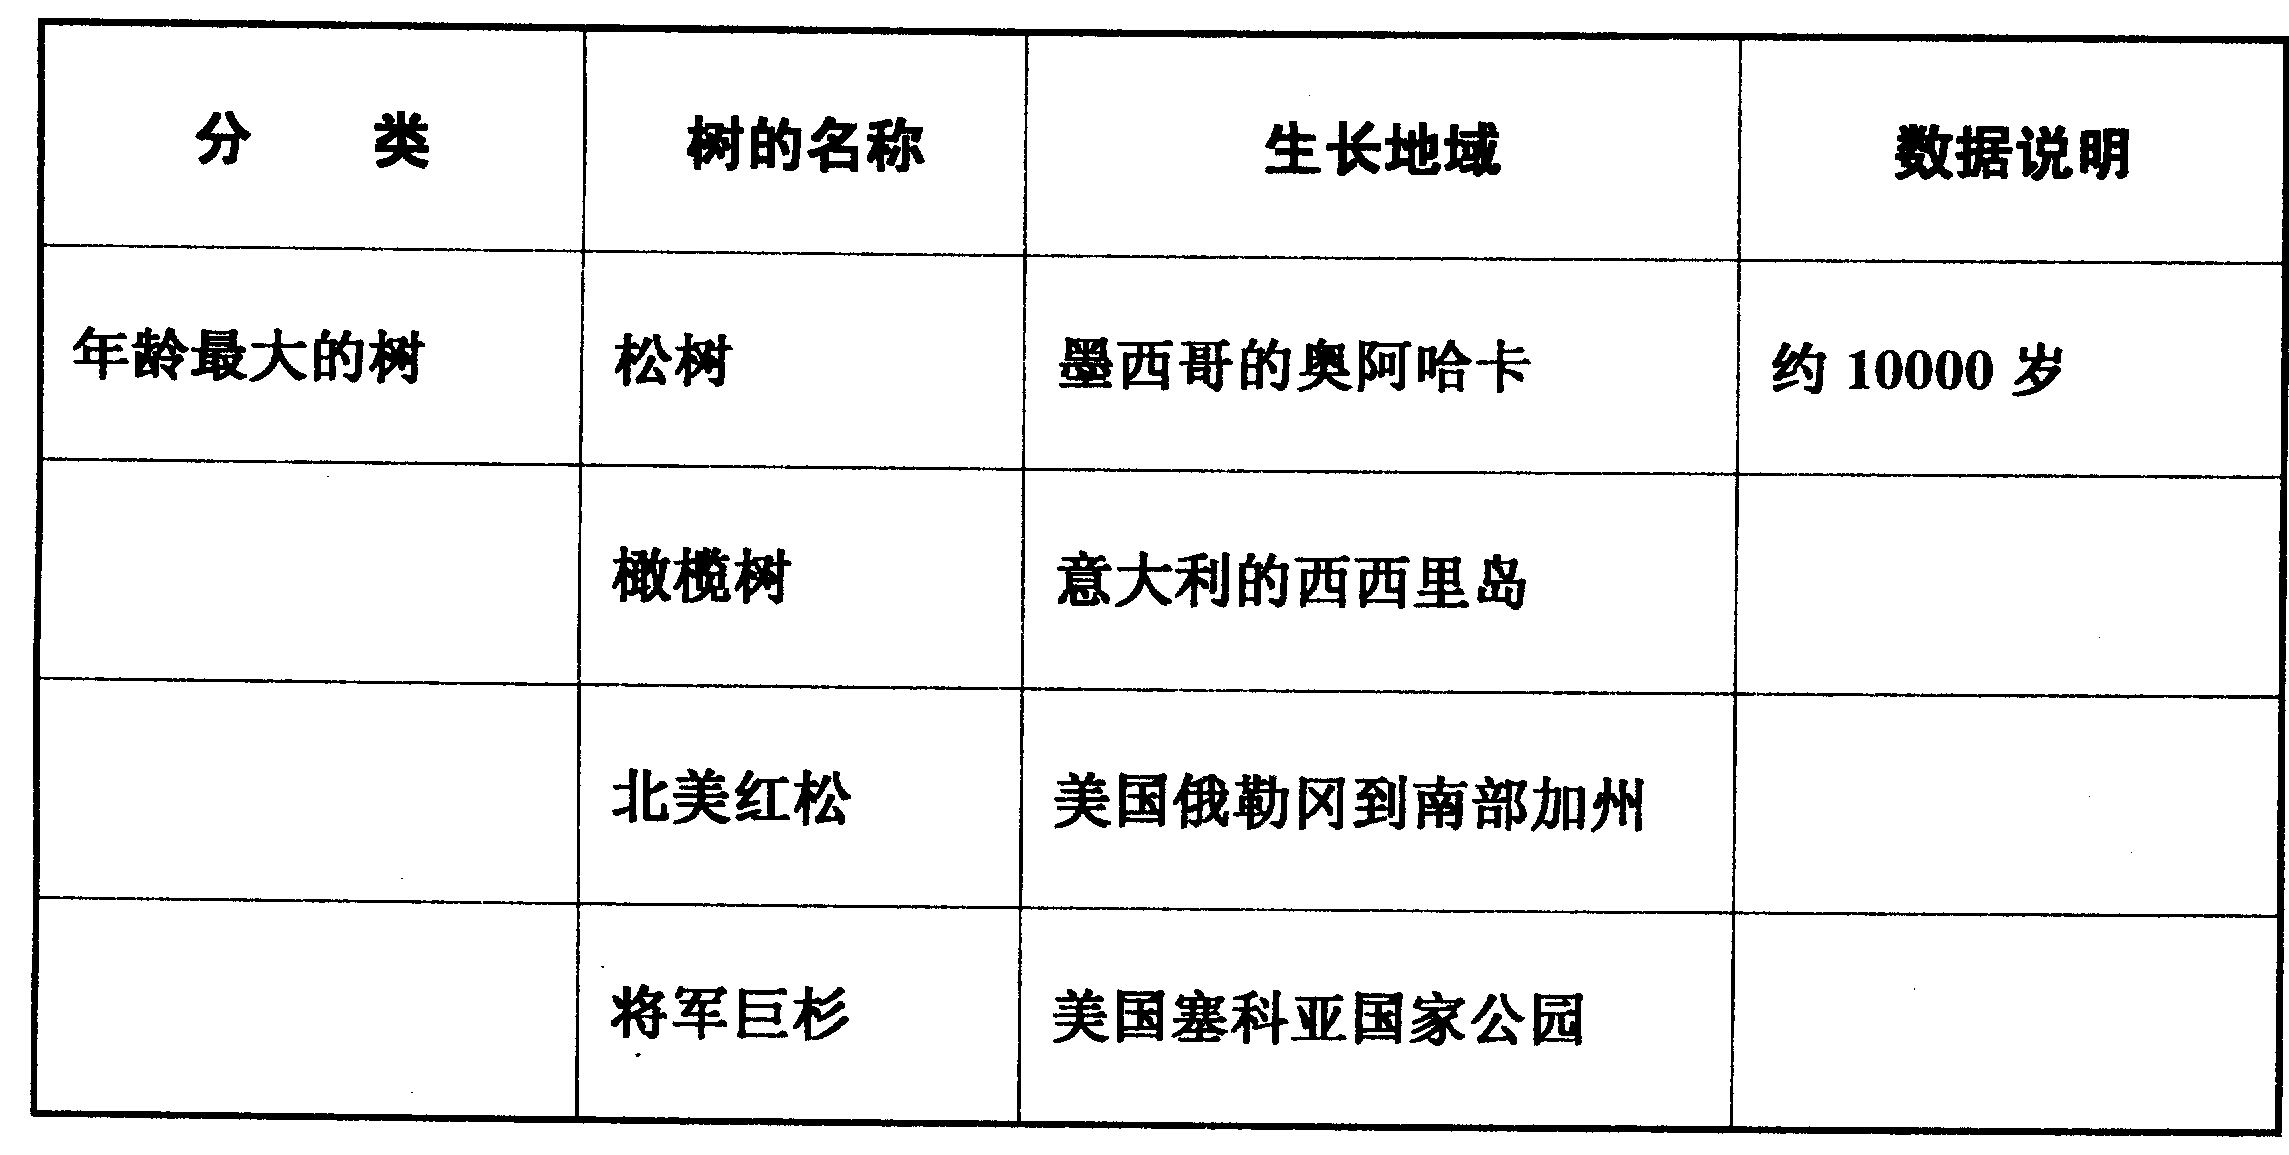 分 类 树的名称 生长地域 数据说明
年龄最大的树 松树 墨西哥的奥阿哈卡 约 10000 岁
橄榄树 意大利的西西里岛
北美红松 美国俄勒冈到南部加州
将军巨杉 美国塞科亚国家公园